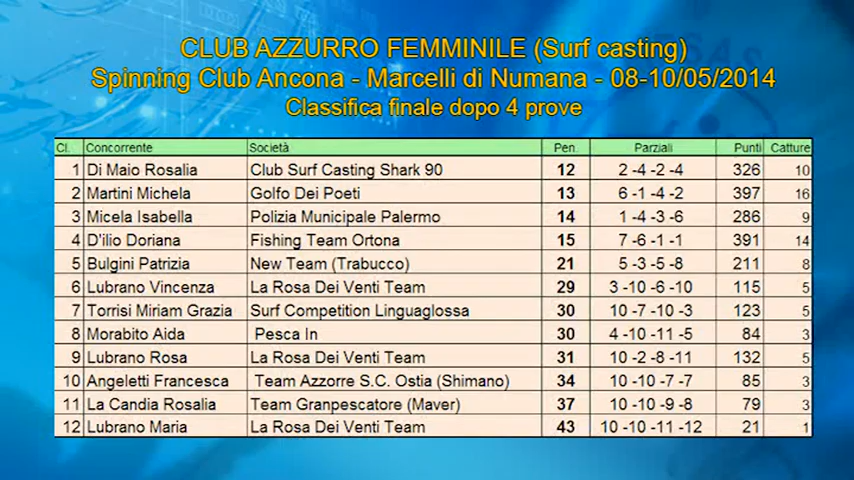 CLUB AZZURRO FEMMINILE (Surf casting)
Spinning Club Ancona - Marcelli di Numana - 08-10/05/2014
Classifica finale dopo 4 prove
Cl. Concorrente Società Pen. Parziali Punti Catture
1 Di Maio Rosalia Club Surf Casting Shark 90 12 2 -4 -2 -4 326 10
2 Martini Michela Golfo Dei Poeti 13 6 -1 -4 -2 397 16
3 Micela Isabella Polizia Municipale Palermo 14 1 -4 -3 -6 286 9
4 D'ilio Doriana Fishing Team Ortona 15 7 -6 -1 -1 391 14
5 Bulgini Patrizia New Team (Trabucco) 21 5 -3 -5 -8 211 8
6 Lubrano Vincenza La Rosa Dei Venti Team 29 3 -10 -6 -10 115 5
7 Torrisi Miriam Grazia Surf Competition Linguaglossa 30 10 -7 -10 -3 123 5
8 Morabito Aida Pesca In 30 4 -10 -11 -5 84 3
9 Lubrano Rosa La Rosa Dei Venti Team 31 10 -2 -8 -11 132 5
10 Angeletti Francesca Team Azzorre S.C. Ostia (Shimano) 34 10 -10 -7 -7 85 3
11 La Candia Rosalia Team Granpescatore (Maver) 37 10 -10 -9 -8 79 3
12 Lubrano Maria La Rosa Dei Venti Team 43 10 -10 -11 -12 21 1